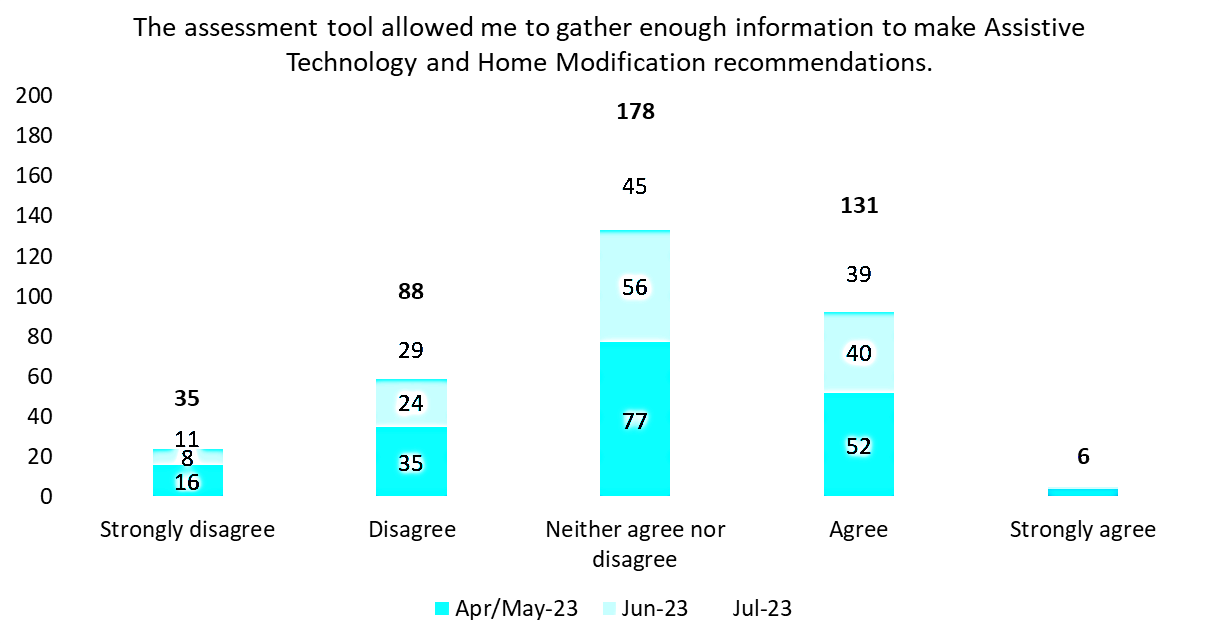 The assessment tool allowed me to gather enough information to make Assistive
Technology and Home Modification recommendations.
200
180
160
140
120
100
80
60
40
20
0
35
11
8
16
88
29
24
35
178
45
56
77
131
39
40
52
6
Strongly disagree
Disagree
Neither agree nor
disagree
Agree
Strongly agree
Apr/May-23
Jun-23
Jul-23